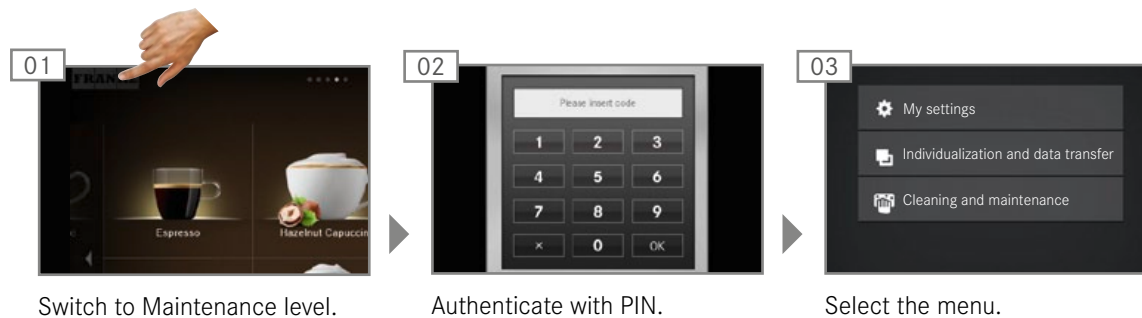 01
FRANKE
Espresso
Hazelnut Capuccin
Switch to Maintenance level.
02
Please insert code
1 2 3
4 5 6
7 8 9
× 0 OK
Authenticate with PIN.
03
My settings
Individualization and data transfer
Cleaning and maintenance
Select the menu.